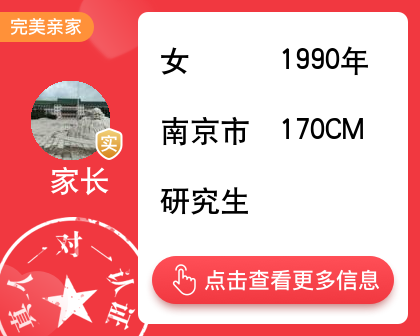 完美亲家
女 1990年
南京市 170CM
实
家长
研究生
一对一
真人认证
点击查看更多信息